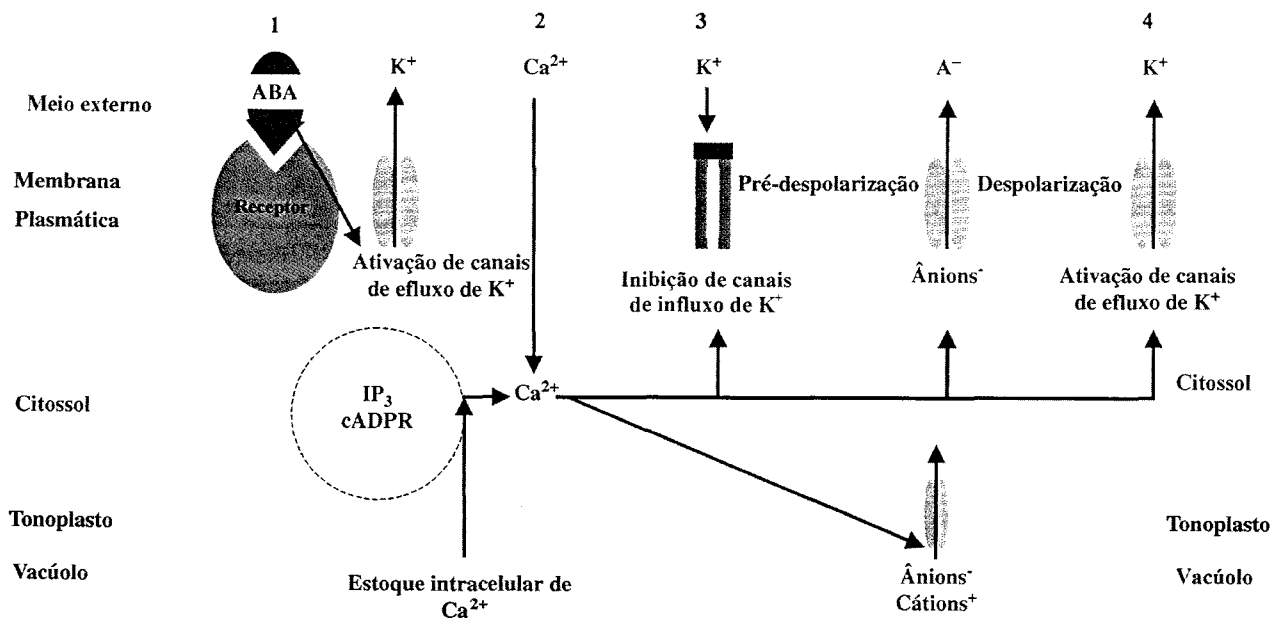 1
2
3
4
K⁺
Ca²⁺
K⁺
A⁻
K⁺
ABA
Meio externo
Membrana
Plasmática
Receptor
Pré-despolarização
Despolarização
Ativação de canais
de efluxo de K⁺
Inibição de canais
de influxo de K⁺
Ânions⁻
Ativação de canais
de efluxo de K⁺
Citossol
IP₃
cADPR
Ca²⁺
Citossol
Tonoplasto
Tonoplasto
Vacúolo
Estoque intracelular de
Ca²⁺
Ânions⁻
Cátions⁺
Vacúolo